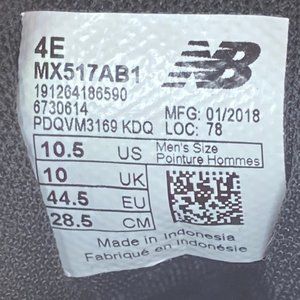 4E
NB
MX517AB1
191264186590
6730614
MFG: 01/2018
PDQVM3169 KDQ
LOC: 78
10.5 US
Men's Size
Pointure Hommes
10 UK
44.5 EU
28.5 CM
Made in Indonesia
Fabriqué en Indonésie